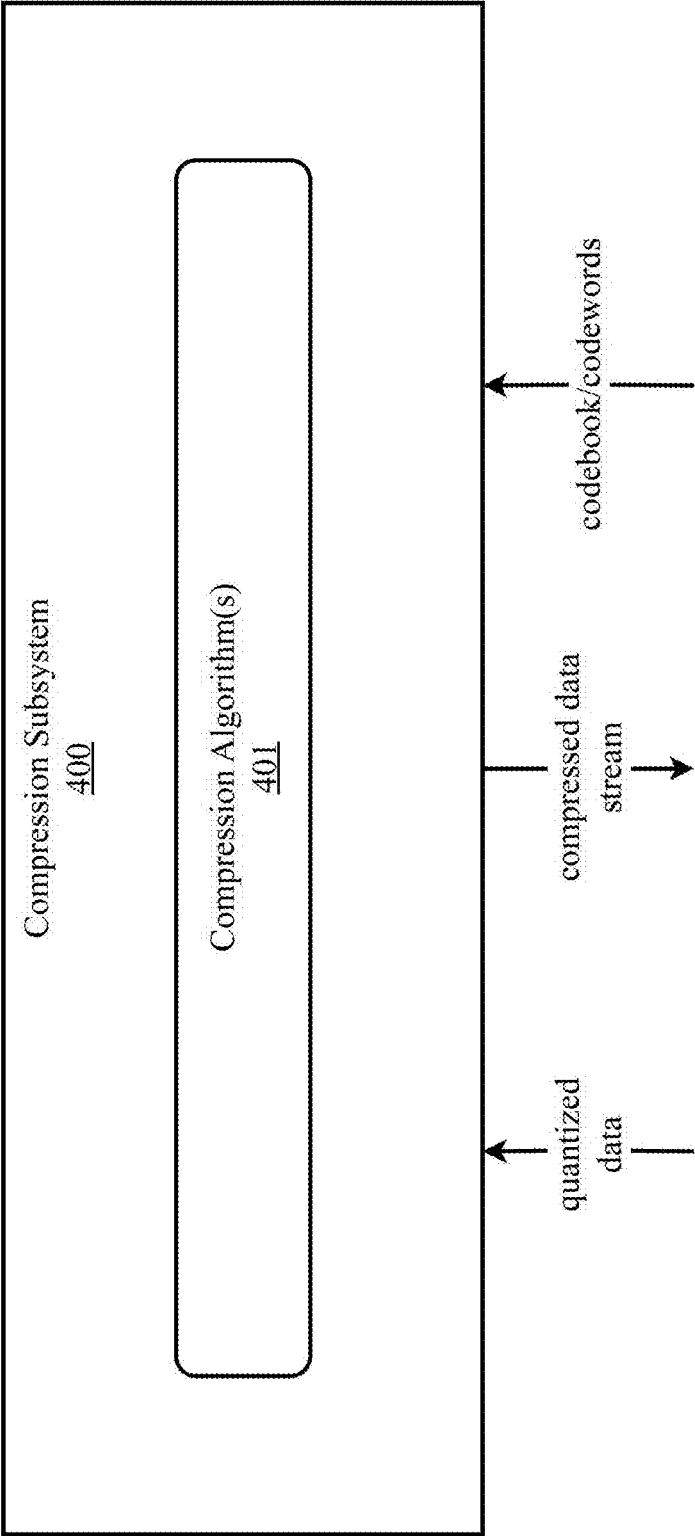 Compression Subsystem
400
Compression Algorithm(s)
401
quantized
data
compressed data
stream
codebook/codewords